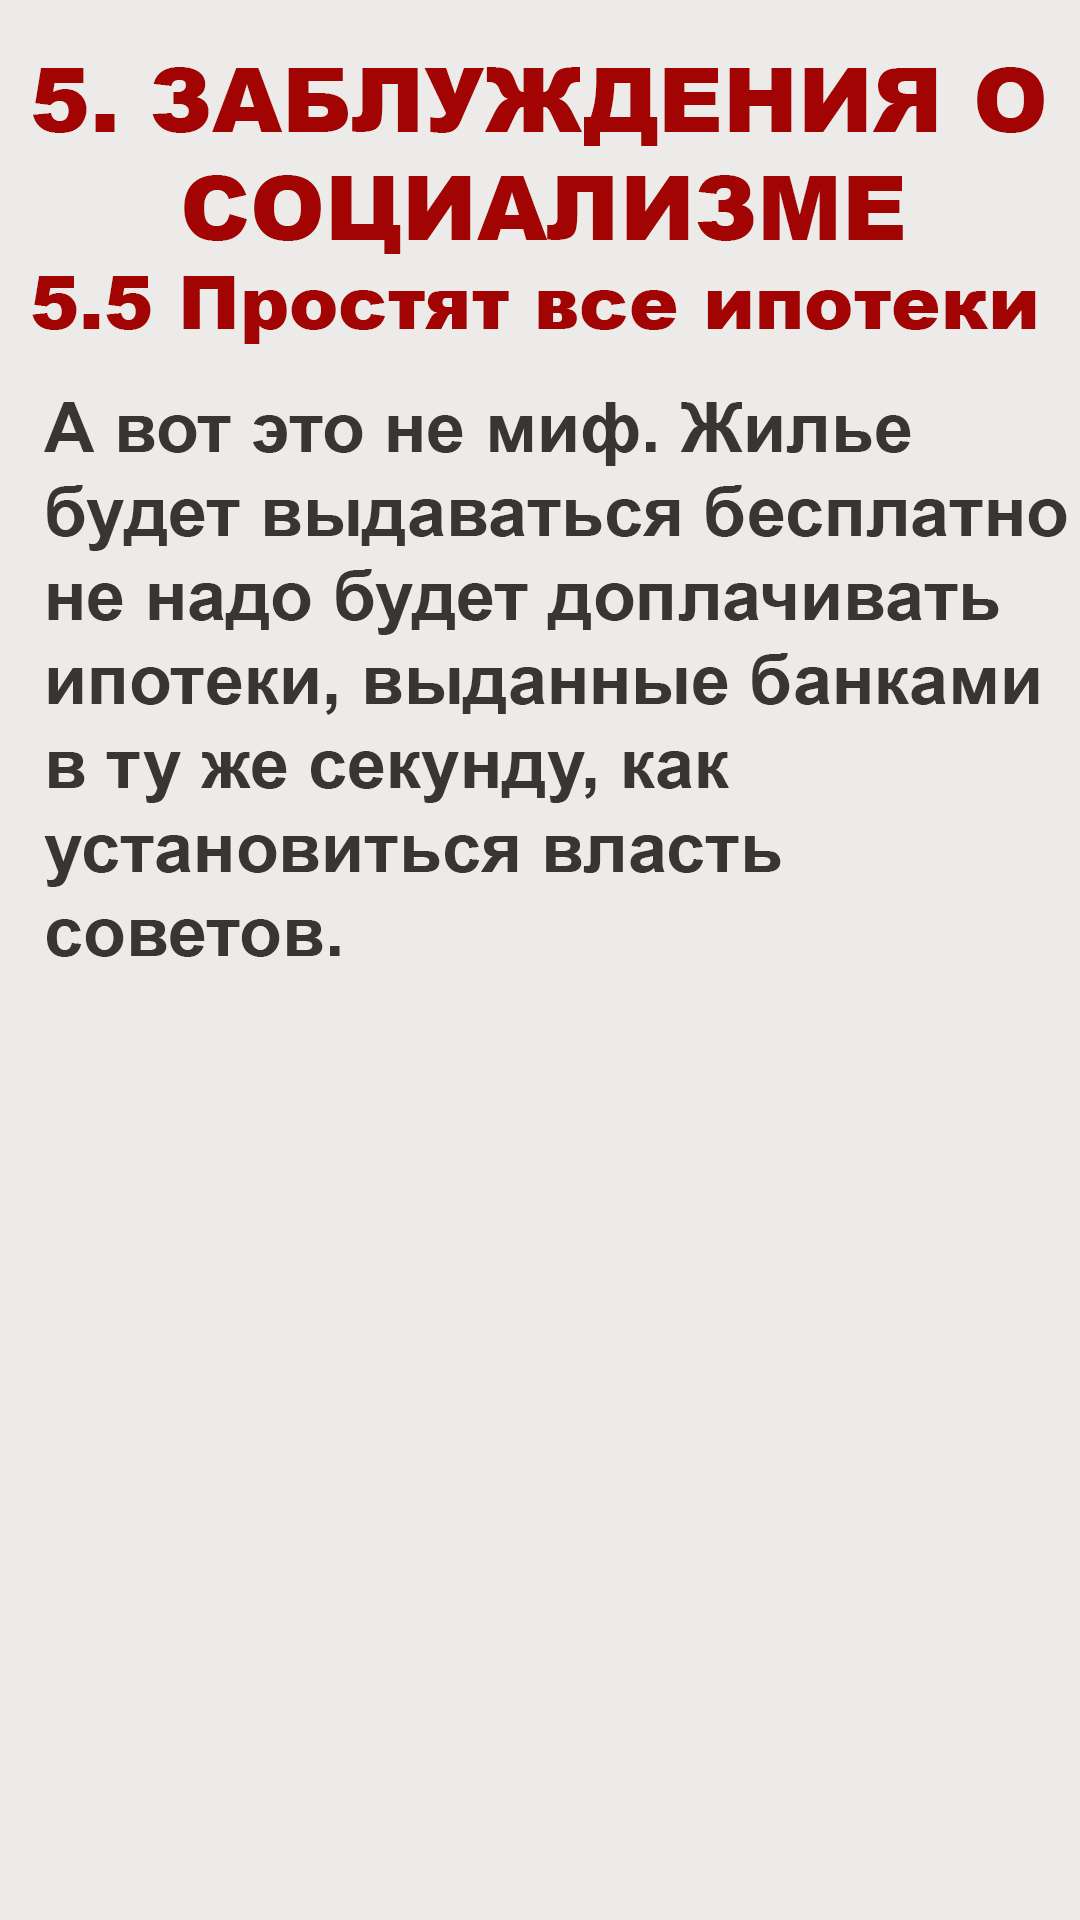 5. ЗАБЛУЖДЕНИЯ О
СОЦИАЛИЗМЕ
5.5 Простят все ипотеки
А вот это не миф. Жилье
будет выдаваться бесплатно
не надо будет доплачивать
ипотеки, выданные банками
в ту же секунду, как
установиться власть
советов.